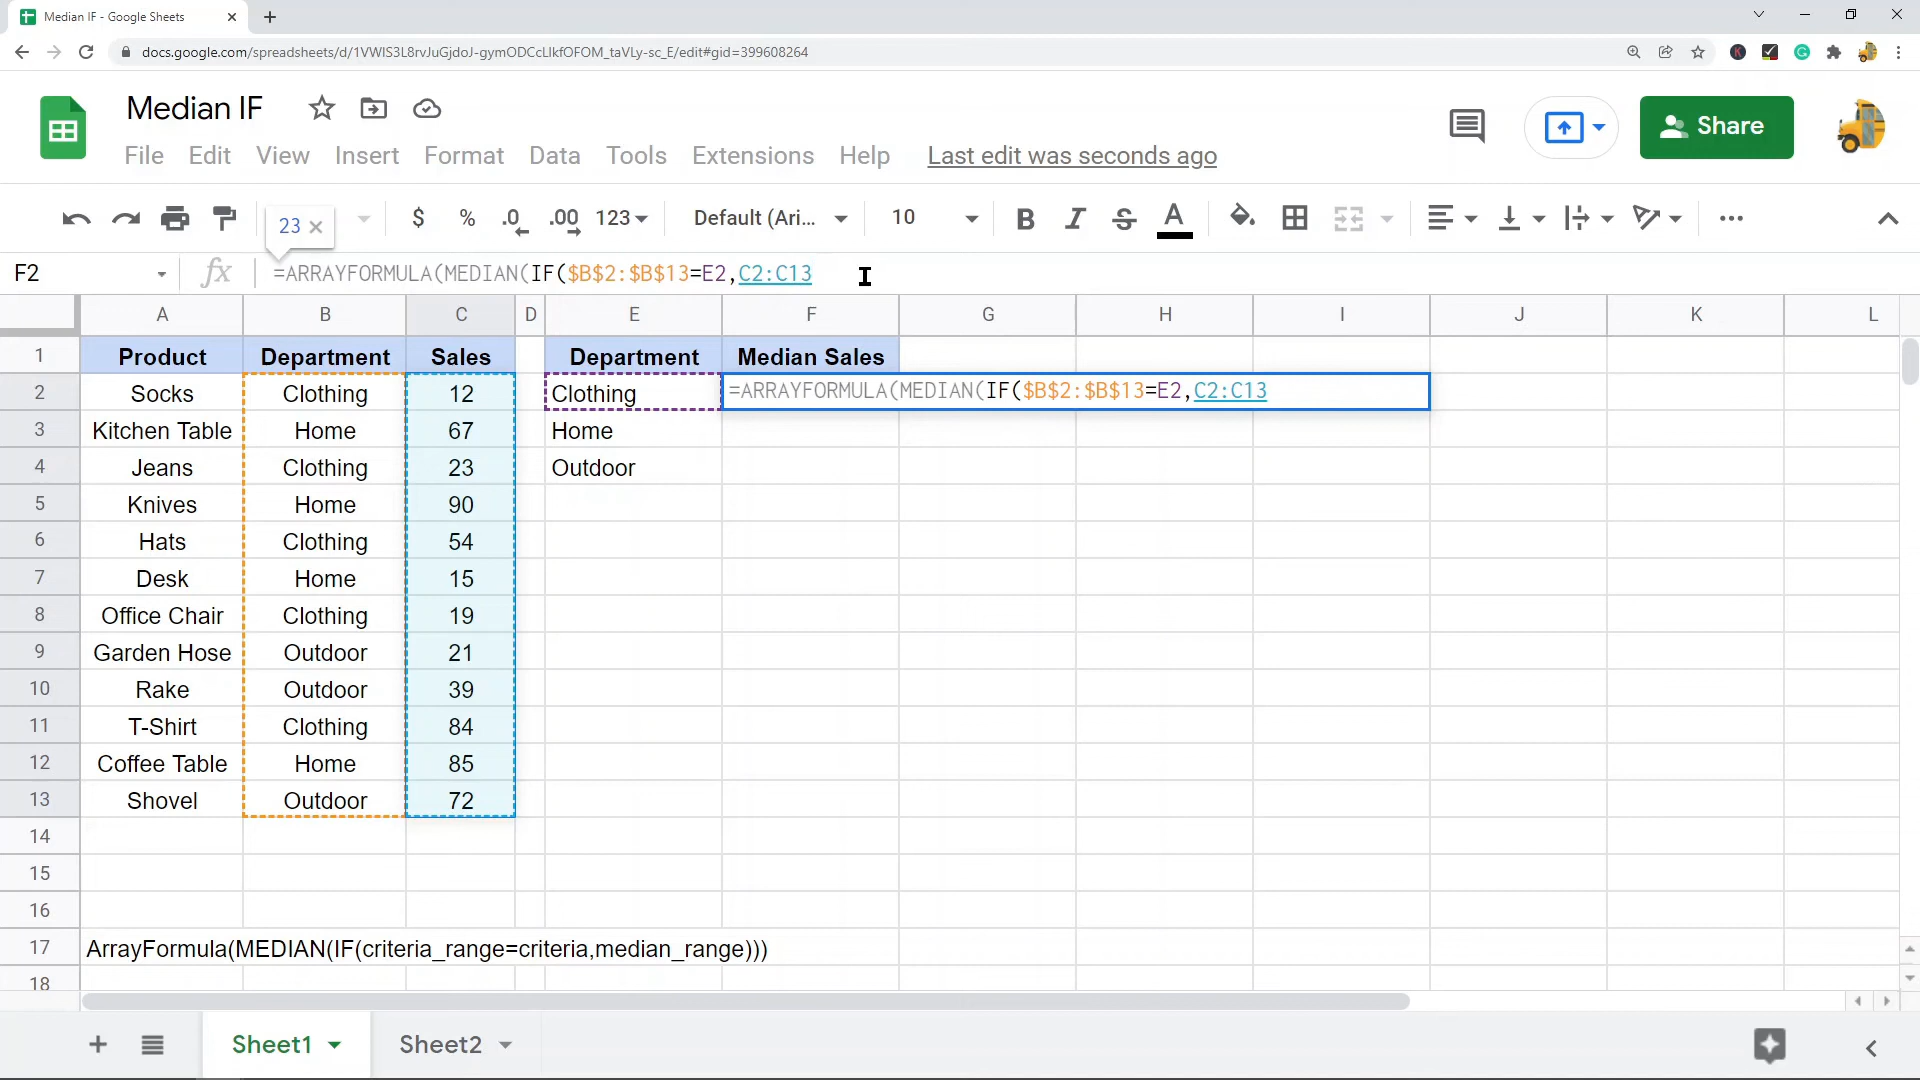 Median IF - Google Sheets
docs.google.com/spreadsheets/d/1VWIS3L8rvJuGjdoJ-gymODCcLlkfOFOM_taVLy-sc_E/edit#gid=399608264
Median IF
Share
File Edit View Insert Format Data Tools Extensions Help Last edit was seconds ago
23 × $ % .0 .00 123 Default (Ari... 10 B I S A
F2 fx =ARRAYFORMULA(MEDIAN(IF($B$2:$B$13=E2,C2:C13
A B C D E F G H I J K L
1 Product Department Sales Department Median Sales
2 Socks Clothing 12 Clothing =ARRAYFORMULA(MEDIAN(IF($B$2:$B$13=E2,C2:C13
3 Kitchen Table Home 67 Home
4 Jeans Clothing 23 Outdoor
5 Knives Home 90
6 Hats Clothing 54
7 Desk Home 15
8 Office Chair Clothing 19
9 Garden Hose Outdoor 21
10 Rake Outdoor 39
11 T-Shirt Clothing 84
12 Coffee Table Home 85
13 Shovel Outdoor 72
14
15
16
17 ArrayFormula(MEDIAN(IF(criteria_range=criteria,median_range)))
18
Sheet1 Sheet2